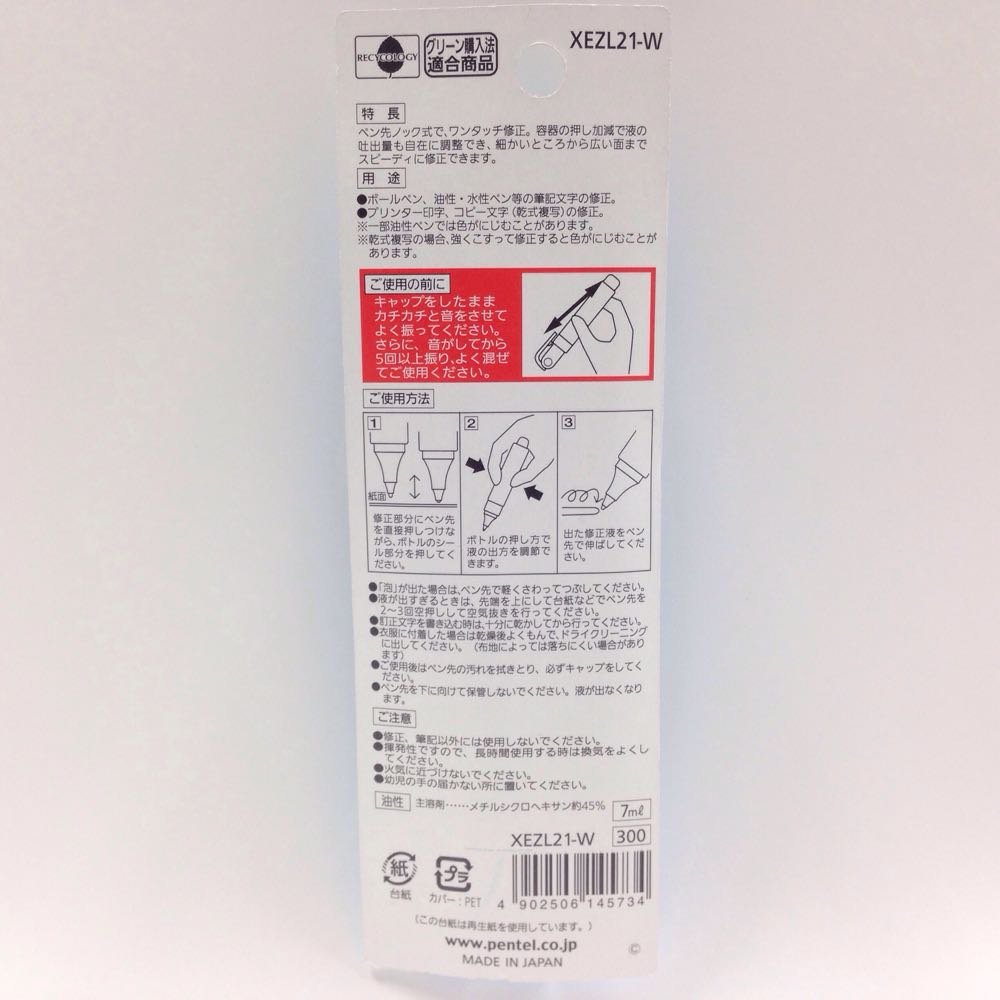 RECYCOLOGY
グリーン購入法
適合商品
XEZL21-W
特 長
ペン先ノック式で、ワンタッチ修正。容器の押し加減で液の
吐出量も自在に調整でき、細かいところから広い面まで
スピーディに修正できます。
用 途
●ボールペン、油性・水性ペン等の筆記文字の修正。
●プリンター印字、コピー文字(乾式複写)の修正。
※一部油性ペンでは色がにじむことがあります。
※乾式複写の場合、強くこすって修正すると色がにじむことが
あります。
ご使用の前に
キャップをしたまま
カチカチと音をさせて
よく振ってください。
さらに、音がしてから
5回以上振り、よく混ぜ
てご使用ください。
ご使用方法
1
紙面
修正部分にペン先
を直接押しつけな
がら、ボトルのシー
ル部分を押してく
ださい。
2
ボトルの押し方で
液の出方を調節で
きます。
3
出た修正液をペン
先で伸ばしてくだ
さい。
●「泡」が出た場合は、ペン先で軽くさわってつぶしてください。
●液が出すぎるときは、先端を上にして台紙などでペン先を
2〜3回空押しして空気抜きを行ってください。
●訂正文字を書き込む時は、十分に乾かしてから行ってください。
●衣服に付着した場合は乾燥後よくもんで、ドライクリーニング
に出してください。(布地によっては落ちにくい場合があり
ます)
●ご使用後はペン先の汚れを拭きとり、必ずキャップをしてく
ださい。
●ペン先を下に向けて保管しないでください。液が出なくなり
ます。
ご注意
●修正、筆記以外には使用しないでください。
●揮発性ですので、長時間使用する時は換気をよくし
てください。
●火気に近づけないでください。
●幼児の手の届かない所に置いてください。
油性 主溶剤……メチルシクロヘキサン約45%
7mℓ
XEZL21-W
300
紙
台紙
プラ
カバー:PET
4 902506 145734
(この台紙は再生紙を使用しています。)
www.pentel.co.jp
©
MADE IN JAPAN